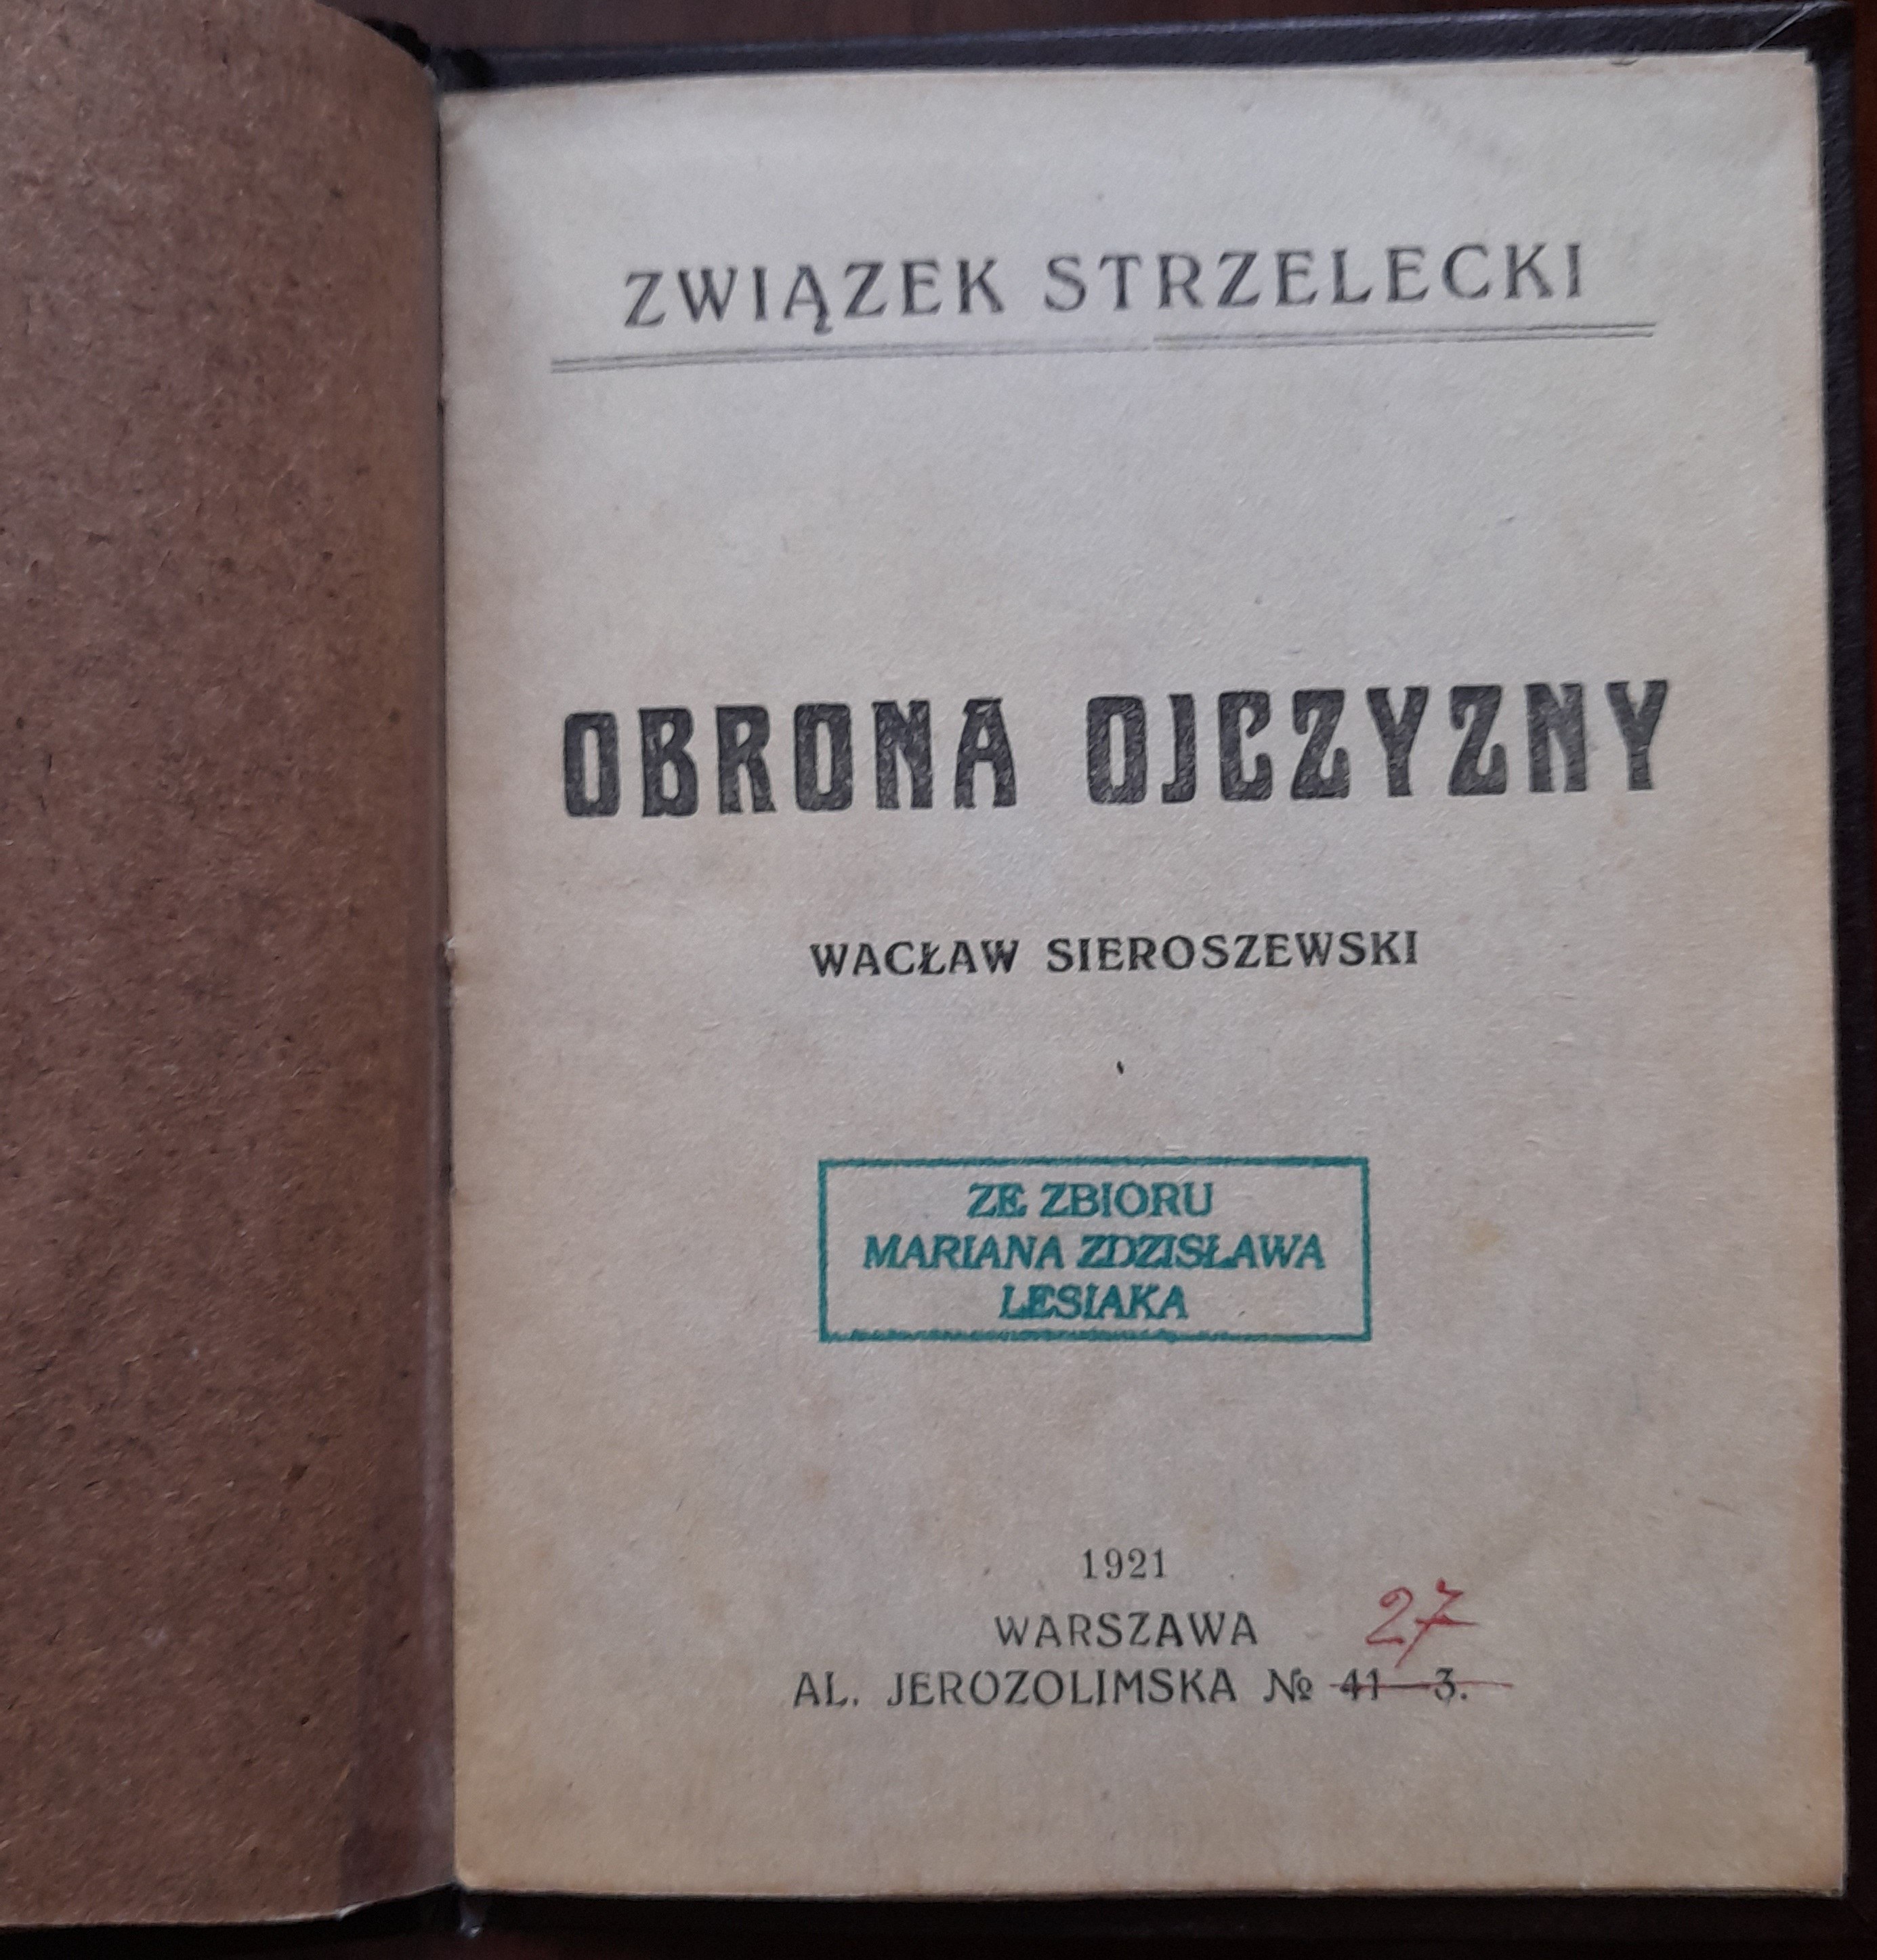 ZWIĄZEK STRZELECKI
OBRONA OJCZYZNY
WACŁAW SIEROSZEWSKI
ZE ZBIORU
MARIANA ZDZISŁAWA
LESIAKA
1921
WARSZAWA
27
AL. JEROZOLIMSKA № 41—3.